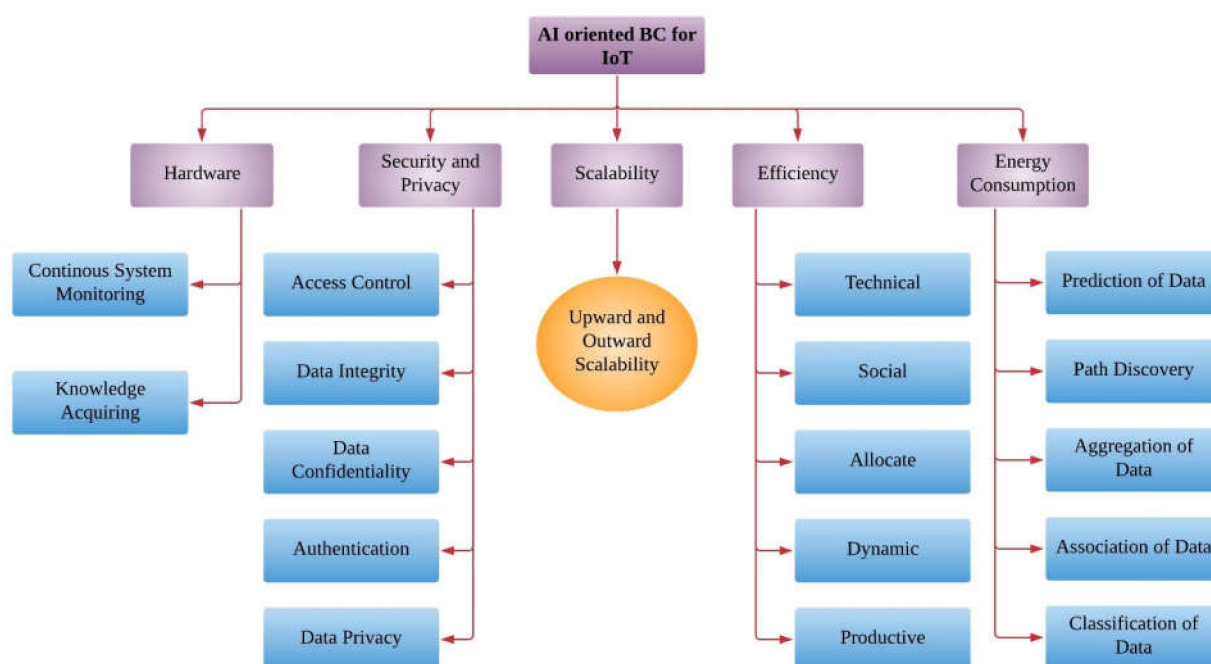 AI oriented BC for
IoT
Hardware
Security and
Privacy
Scalability
Efficiency
Energy
Consumption
Continous System
Monitoring
Knowledge
Acquiring
Access Control
Data Integrity
Data
Confidentiality
Authentication
Data Privacy
Upward and
Outward
Scalability
Technical
Social
Allocate
Dynamic
Productive
Prediction of Data
Path Discovery
Aggregation of
Data
Association of Data
Classification of
Data